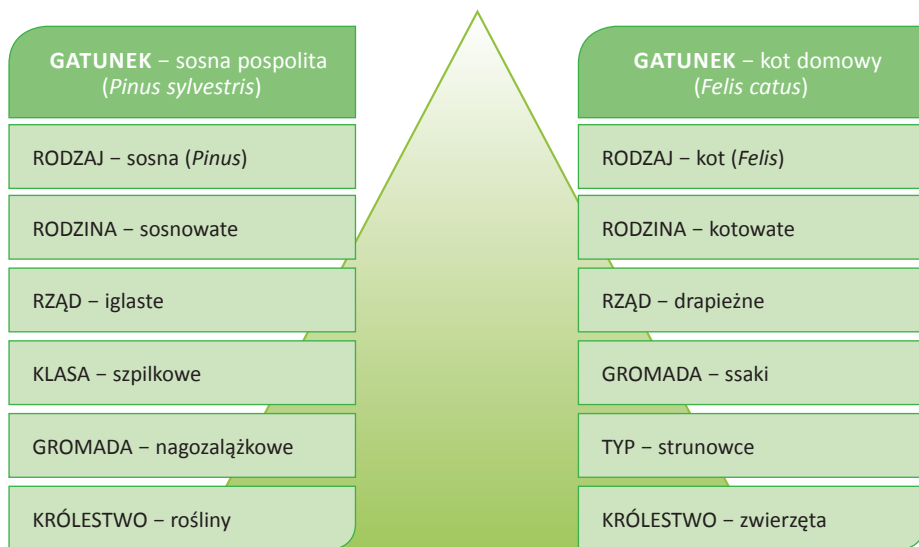 GATUNEK – sosna pospolita
(Pinus sylvestris)
RODZAJ – sosna (Pinus)
RODZINA – sosnowate
RZĄD – iglaste
KLASA – szpilkowe
GROMADA – nagozalążkowe
KRÓLESTWO – rośliny
GATUNEK – kot domowy
(Felis catus)
RODZAJ – kot (Felis)
RODZINA – kotowate
RZĄD – drapieżne
GROMADA – ssaki
TYP – strunowce
KRÓLESTWO – zwierzęta